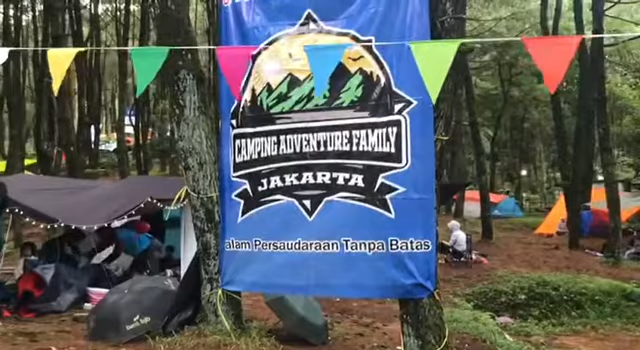 CAMPING ADVENTURE FAMILY
JAKARTA
alam Persaudaraan Tanpa Batas